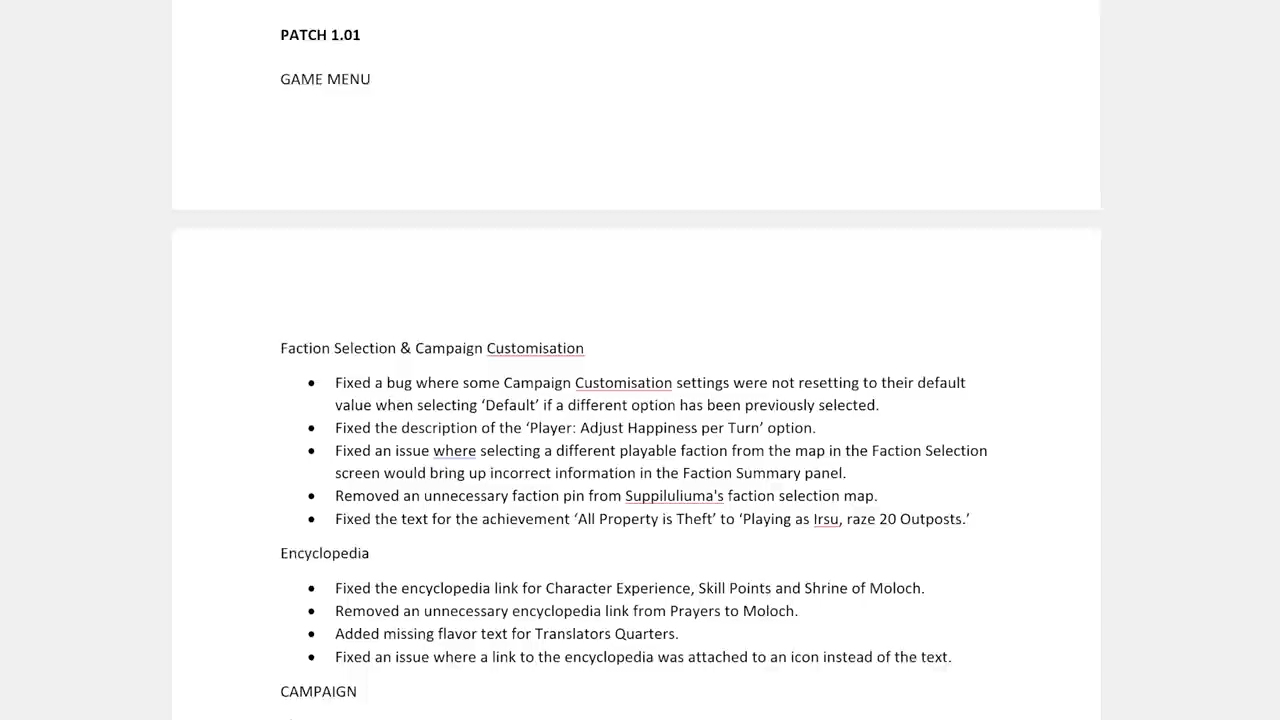 PATCH 1.01
GAME MENU
Faction Selection & Campaign Customisation
• Fixed a bug where some Campaign Customisation settings were not resetting to their default
value when selecting ‘Default’ if a different option has been previously selected.
• Fixed the description of the ‘Player: Adjust Happiness per Turn’ option.
• Fixed an issue where selecting a different playable faction from the map in the Faction Selection
screen would bring up incorrect information in the Faction Summary panel.
• Removed an unnecessary faction pin from Suppiluliuma's faction selection map.
• Fixed the text for the achievement ‘All Property is Theft’ to ‘Playing as Irsu, raze 20 Outposts.’
Encyclopedia
• Fixed the encyclopedia link for Character Experience, Skill Points and Shrine of Moloch.
• Removed an unnecessary encyclopedia link from Prayers to Moloch.
• Added missing flavor text for Translators Quarters.
• Fixed an issue where a link to the encyclopedia was attached to an icon instead of the text.
CAMPAIGN